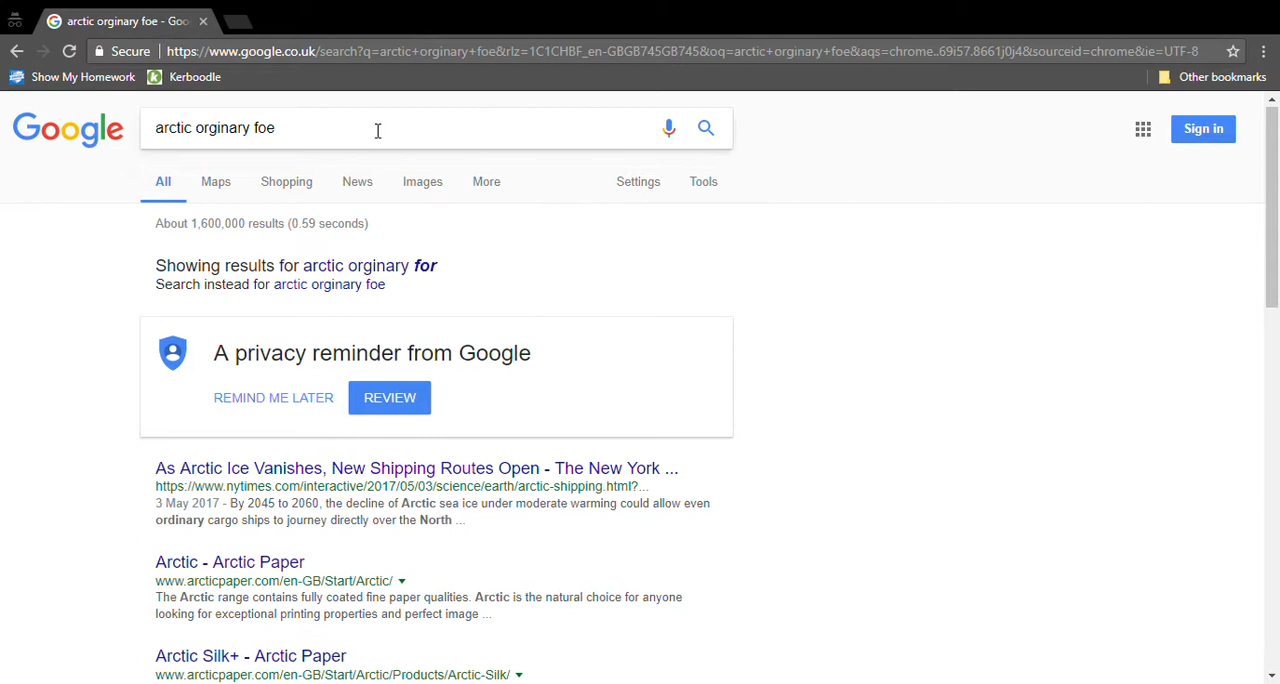 arctic orginary foe - Goo
Secure https://www.google.co.uk/search?q=arctic+orginary+foe&rlz=1C1CHBF_en-GBGB745GB745&oq=arctic+orginary+foe&aqs=chrome..69i57.8661j0j4&sourceid=chrome&ie=UTF-8
Show My Homework k Kerboodle Other bookmarks
Google arctic orginary foe Sign in
All Maps Shopping News Images More Settings Tools
About 1,600,000 results (0.59 seconds)
Showing results for arctic orginary for
Search instead for arctic orginary foe
A privacy reminder from Google
REMIND ME LATER REVIEW
As Arctic Ice Vanishes, New Shipping Routes Open - The New York ...
https://www.nytimes.com/interactive/2017/05/03/science/earth/arctic-shipping.html?...
3 May 2017 - By 2045 to 2060, the decline of Arctic sea ice under moderate warming could allow even
ordinary cargo ships to journey directly over the North ...
Arctic - Arctic Paper
www.arcticpaper.com/en-GB/Start/Arctic/
The Arctic range contains fully coated fine paper qualities. Arctic is the natural choice for anyone
looking for exceptional printing properties and perfect image ...
Arctic Silk+ - Arctic Paper
www.arcticpaper.com/en-GB/Start/Arctic/Products/Arctic-Silk/